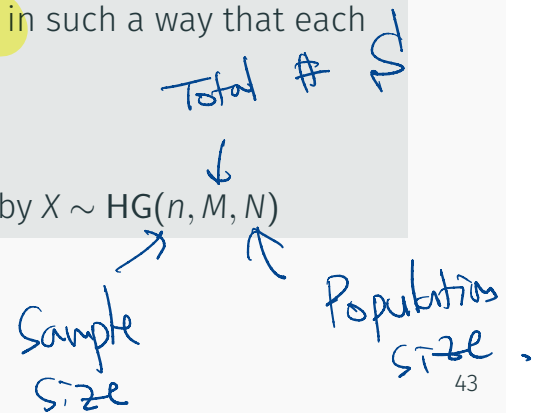 in such a way that each
Total # S
↓
by X ~ HG(n, M, N)
Sample
size
Population
size.
43